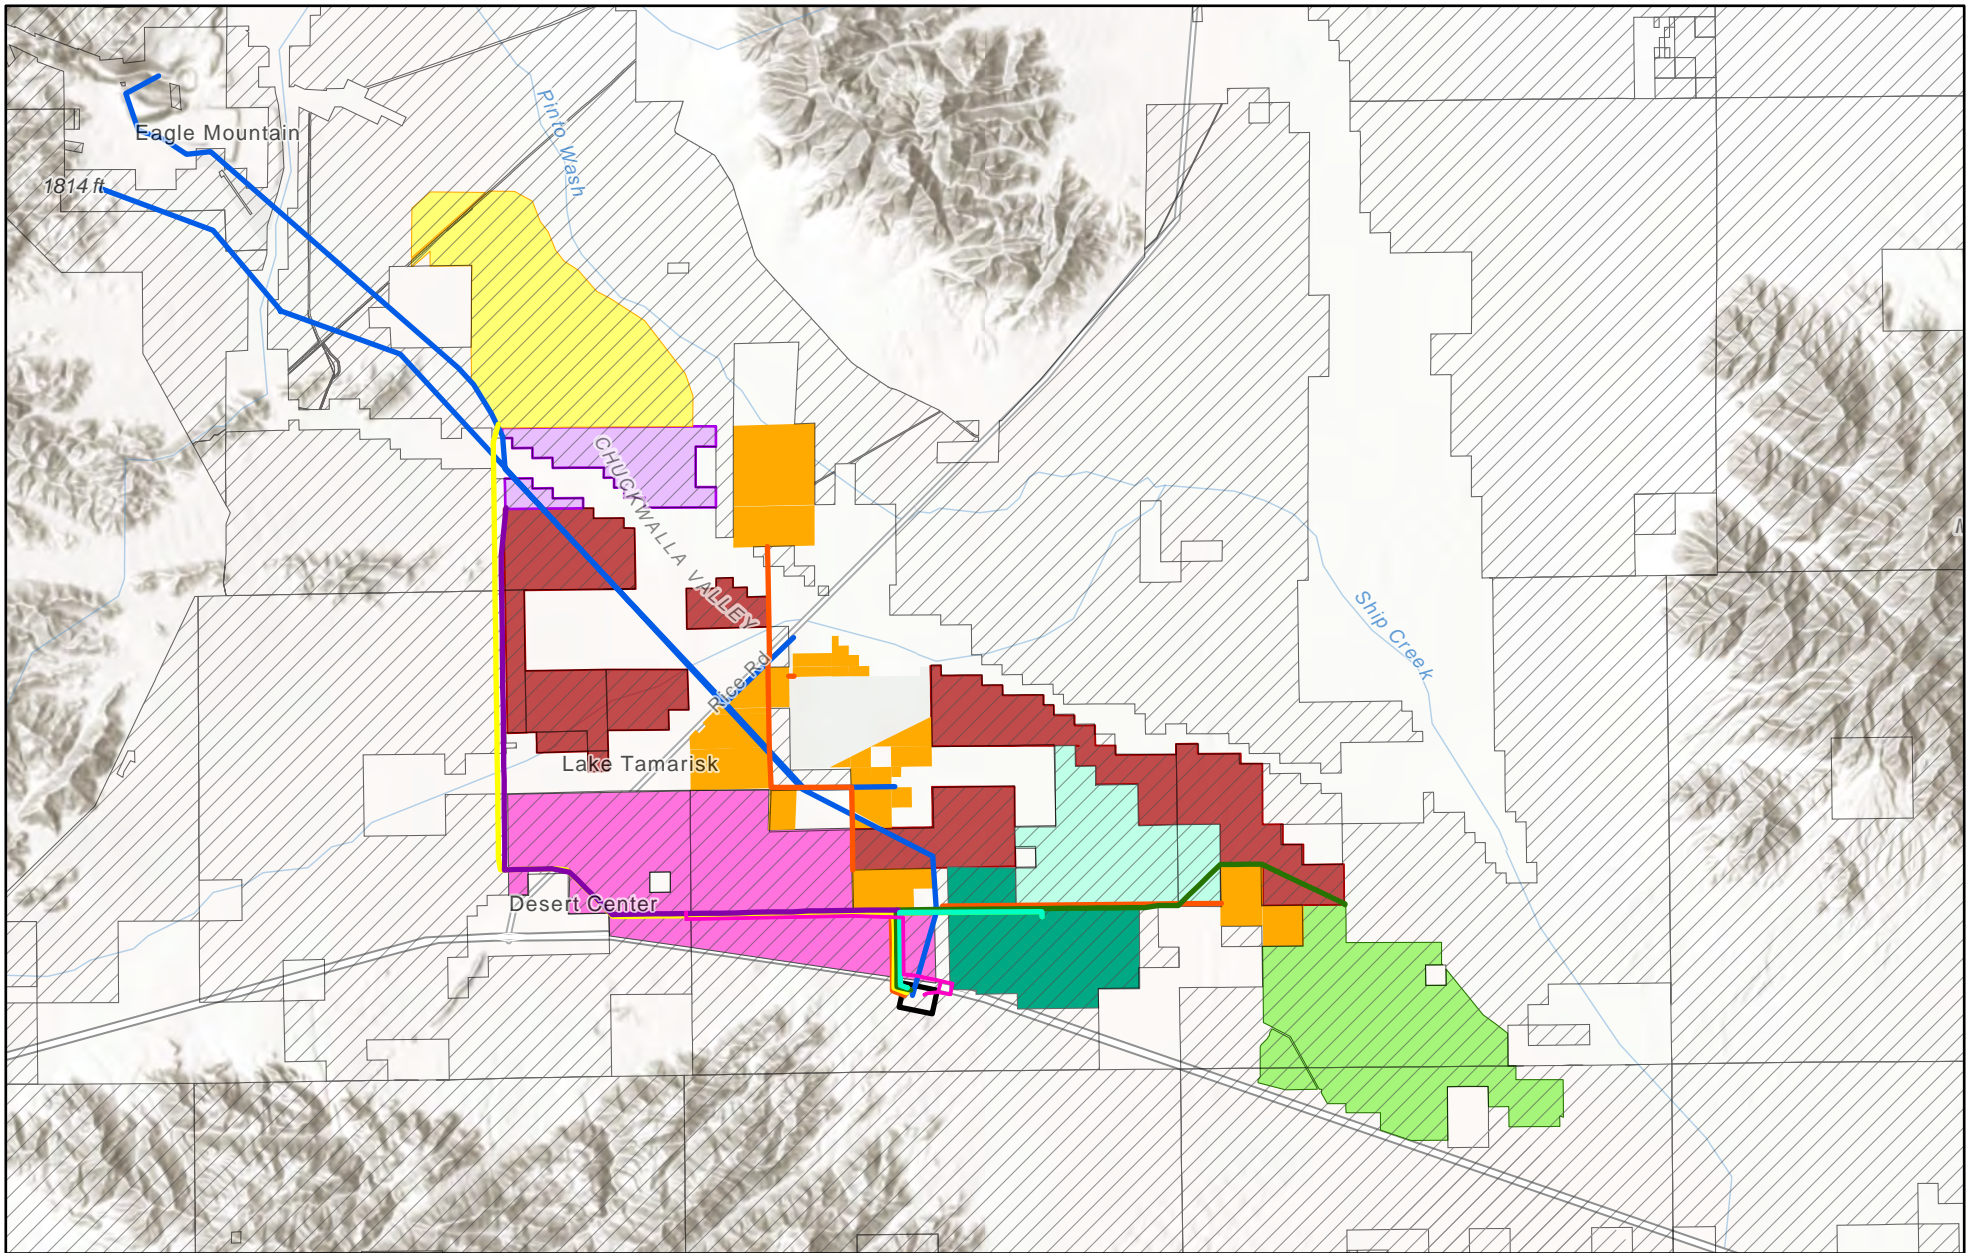 Pinto Wash
Eagle Mountain
1814 ft
CHUCKWALLA VALLEY
Ship Creek
Rice Rd
Lake Tamarisk
Desert Center